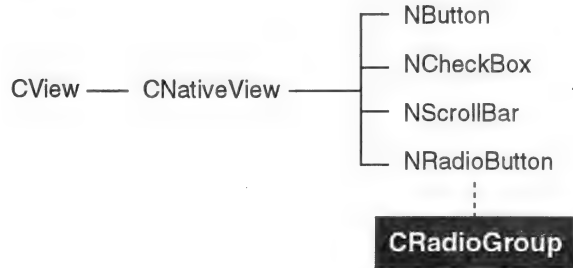 NButton
NCheckBox
CView CNativeView
NScrollBar
NRadioButton
CRadioGroup